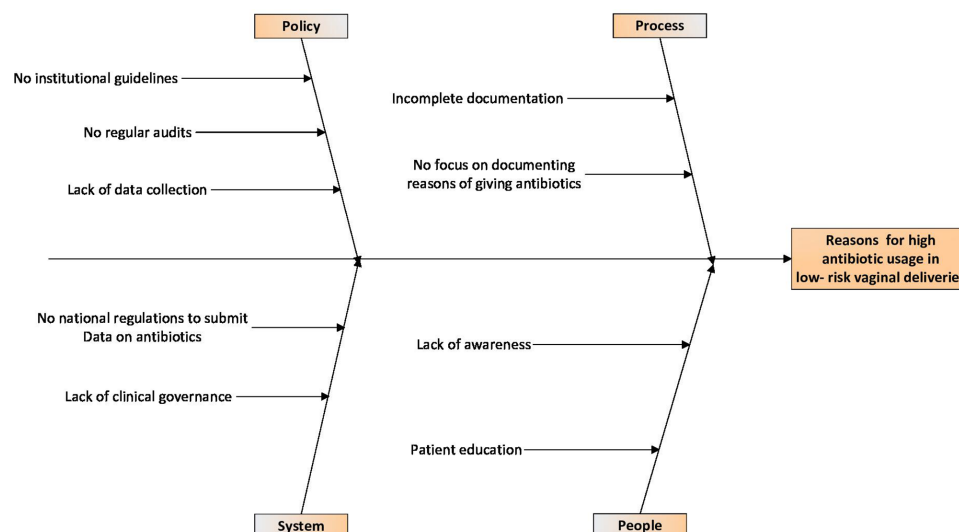 Policy
Process
No institutional guidelines
Incomplete documentation
No regular audits
No focus on documenting
reasons of giving antibiotics
Lack of data collection
Reasons for high
antibiotic usage in
low- risk vaginal deliverie
No national regulations to submit
Data on antibiotics
Lack of awareness
Lack of clinical governance
Patient education
System
People